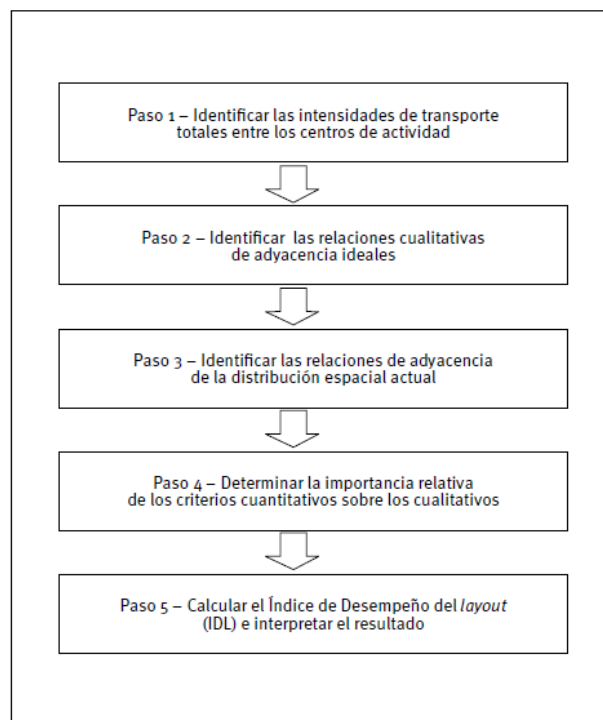 Paso 1 – Identificar las intensidades de transporte
totales entre los centros de actividad
Paso 2 – Identificar las relaciones cualitativas
de adyacencia ideales
Paso 3 – Identificar las relaciones de adyacencia
de la distribución espacial actual
Paso 4 – Determinar la importancia relativa
de los criterios cuantitativos sobre los cualitativos
Paso 5 – Calcular el Índice de Desempeño del layout
(IDL) e interpretar el resultado